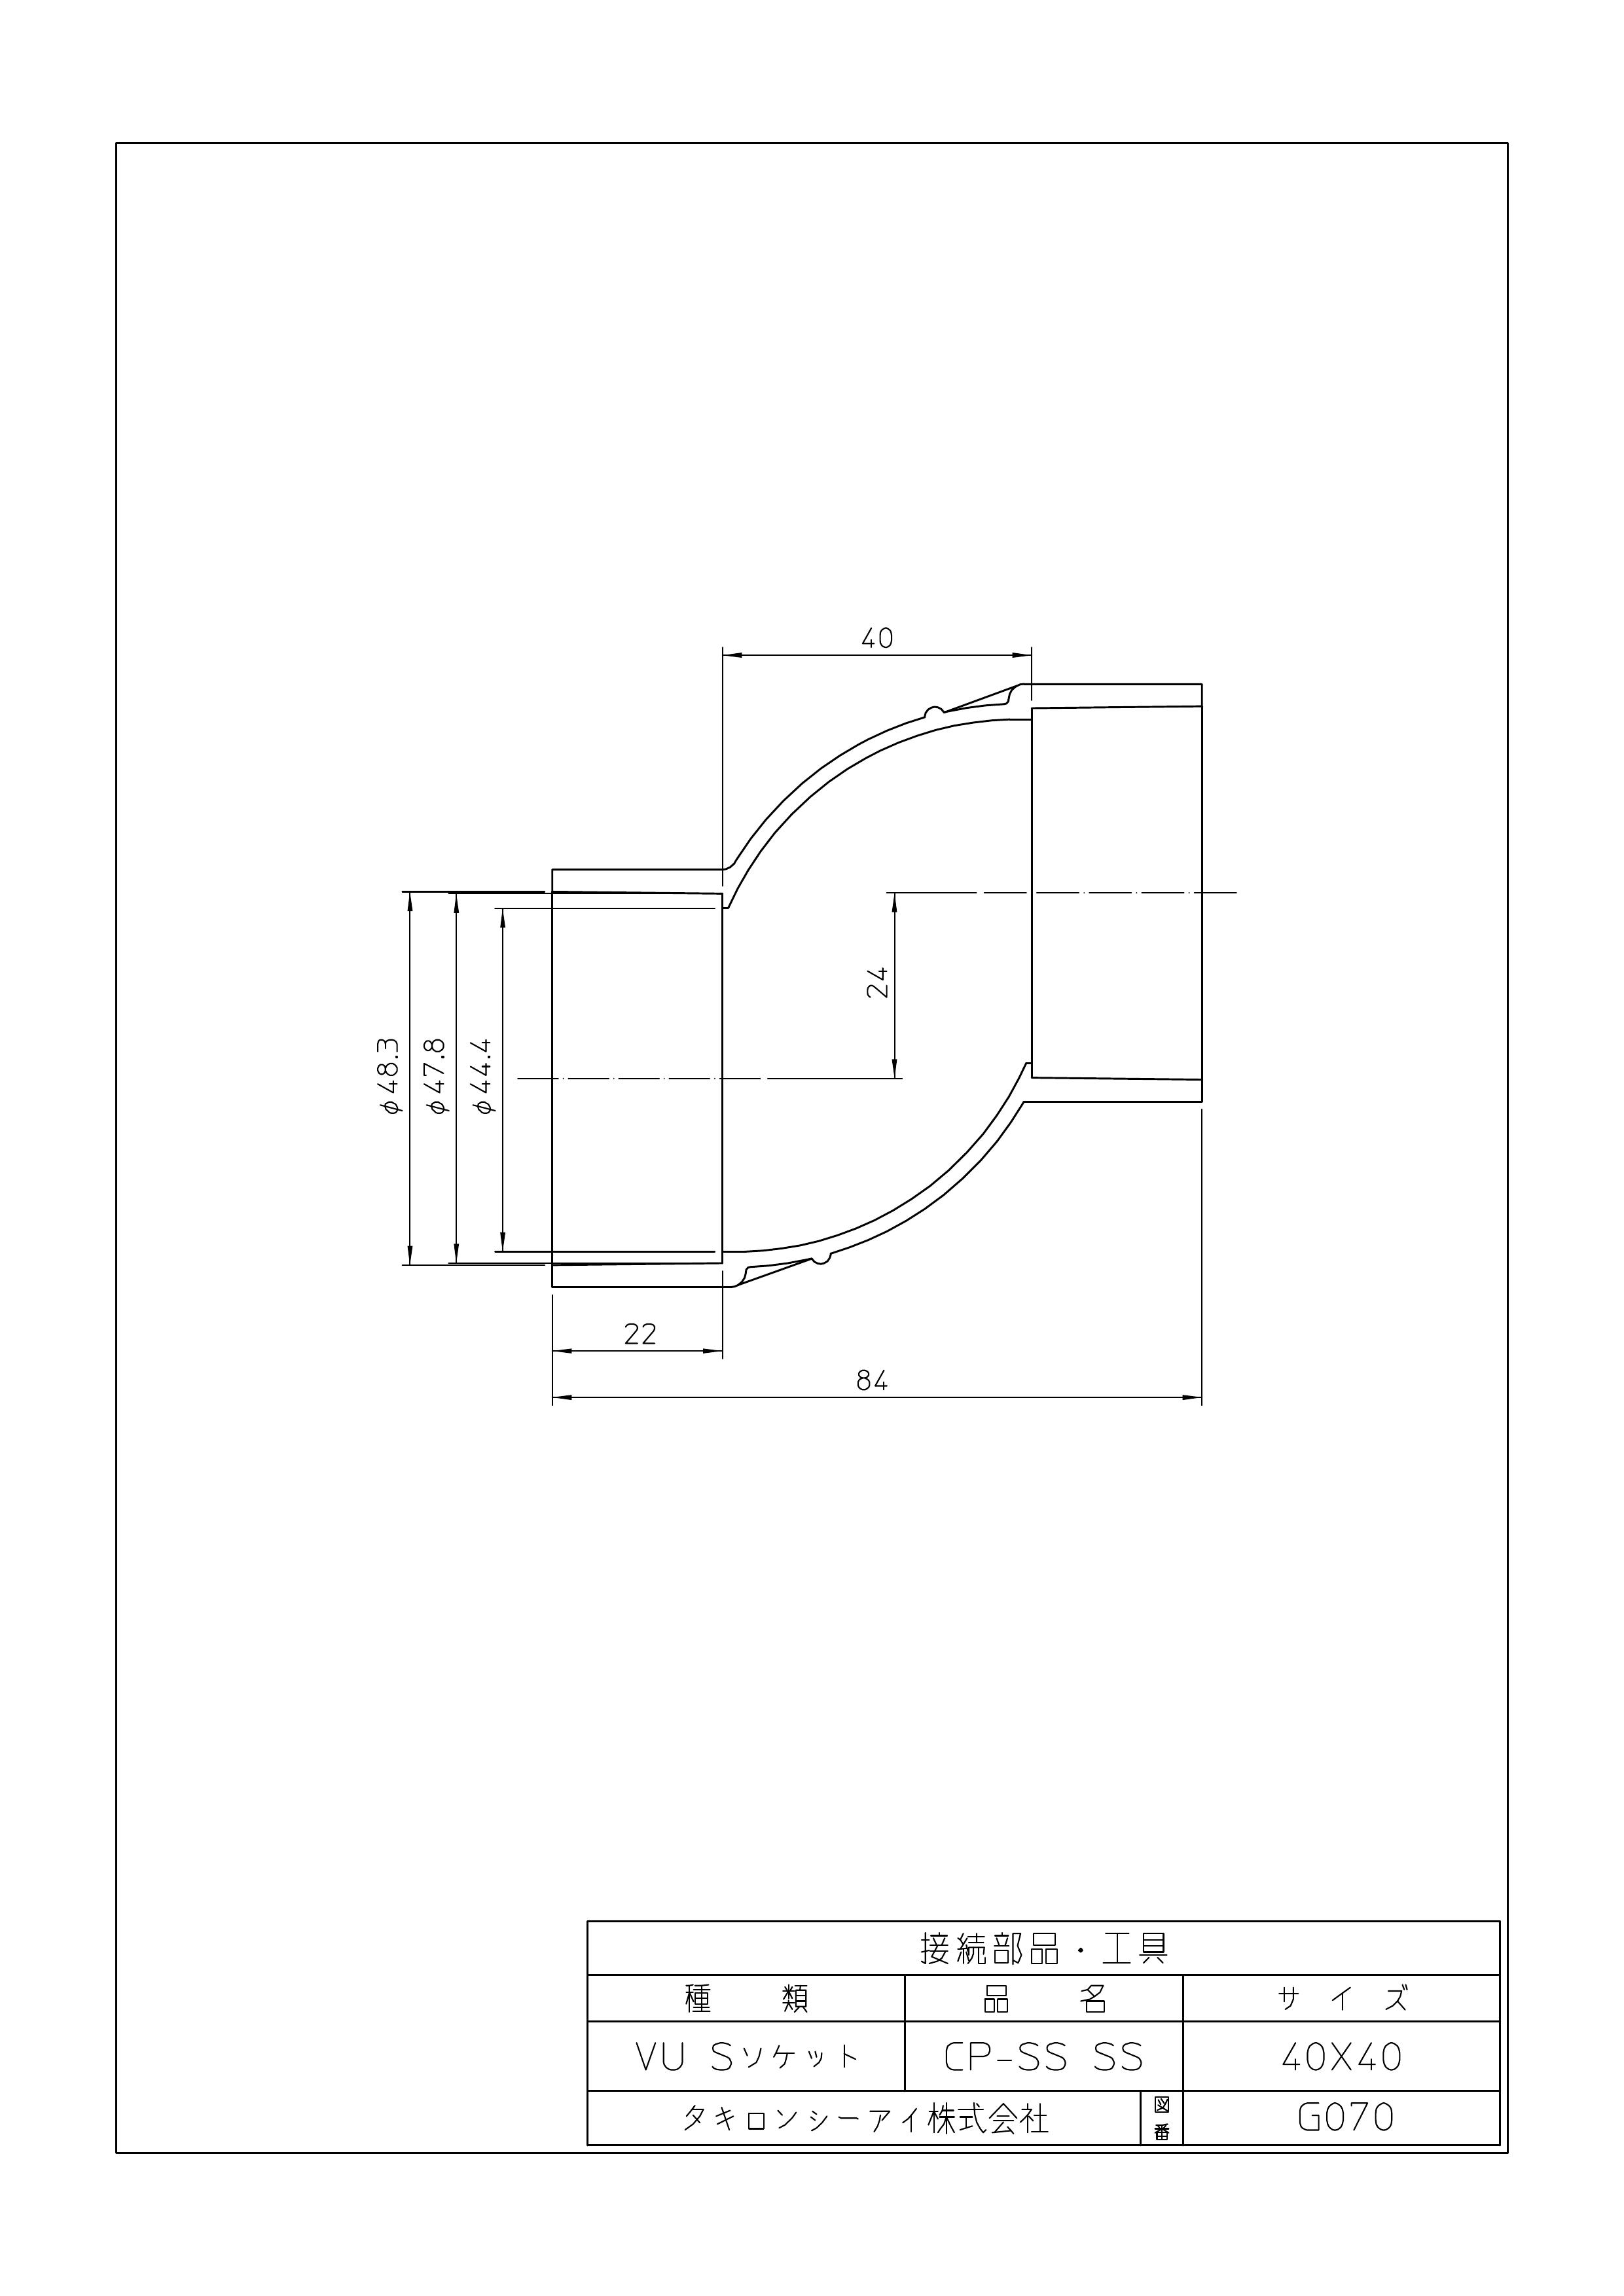 40
24
φ48.3
φ47.8
φ44.4
22
84
接続部品・工具
種 類 品 名 サイズ
VU Sソケット CP-SS SS 40X40
タキロンシーアイ株式会社 図番 G070